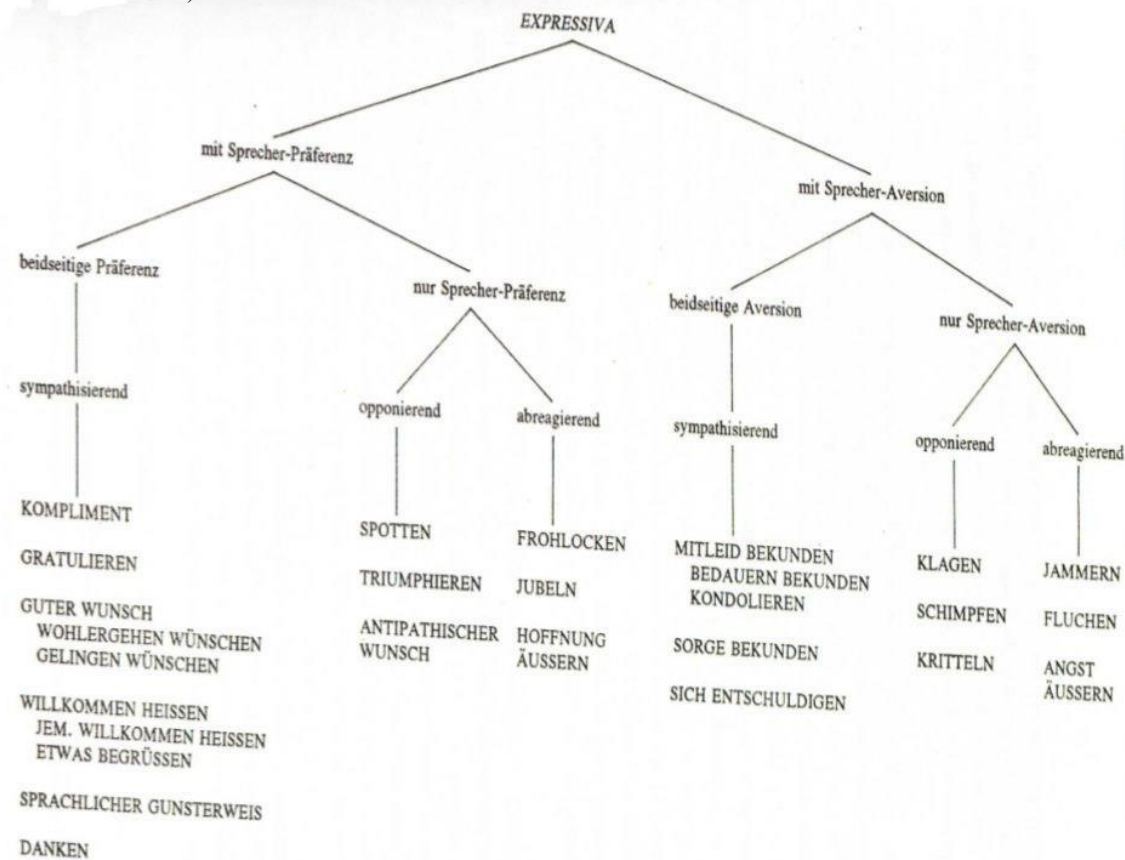 EXPRESSIVA
mit Sprecher-Präferenz
mit Sprecher-Aversion
beidseitige Präferenz
nur Sprecher-Präferenz
beidseitige Aversion
nur Sprecher-Aversion
sympathisierend
opponierend
abreagierend
sympathisierend
opponierend
abreagierend
KOMPLIMENT
GRATULIEREN
GUTER WUNSCH
WOHLERGEHEN WÜNSCHEN
GELINGEN WÜNSCHEN
WILLKOMMEN HEISSEN
JEM. WILLKOMMEN HEISSEN
ETWAS BEGRÜSSEN
SPRACHLICHER GUNSTERWEIS
DANKEN
SPOTTEN
TRIUMPHIEREN
ANTIPATHISCHER
WUNSCH
FROHLOCKEN
JUBELN
HOFFNUNG
ÄUSSERN
MITLEID BEKUNDEN
BEDAUERN BEKUNDEN
KONDOLIEREN
SORGE BEKUNDEN
SICH ENTSCHULDIGEN
KLAGEN
SCHIMPFEN
KRITTELN
JAMMERN
FLUCHEN
ANGST
ÄUSSERN